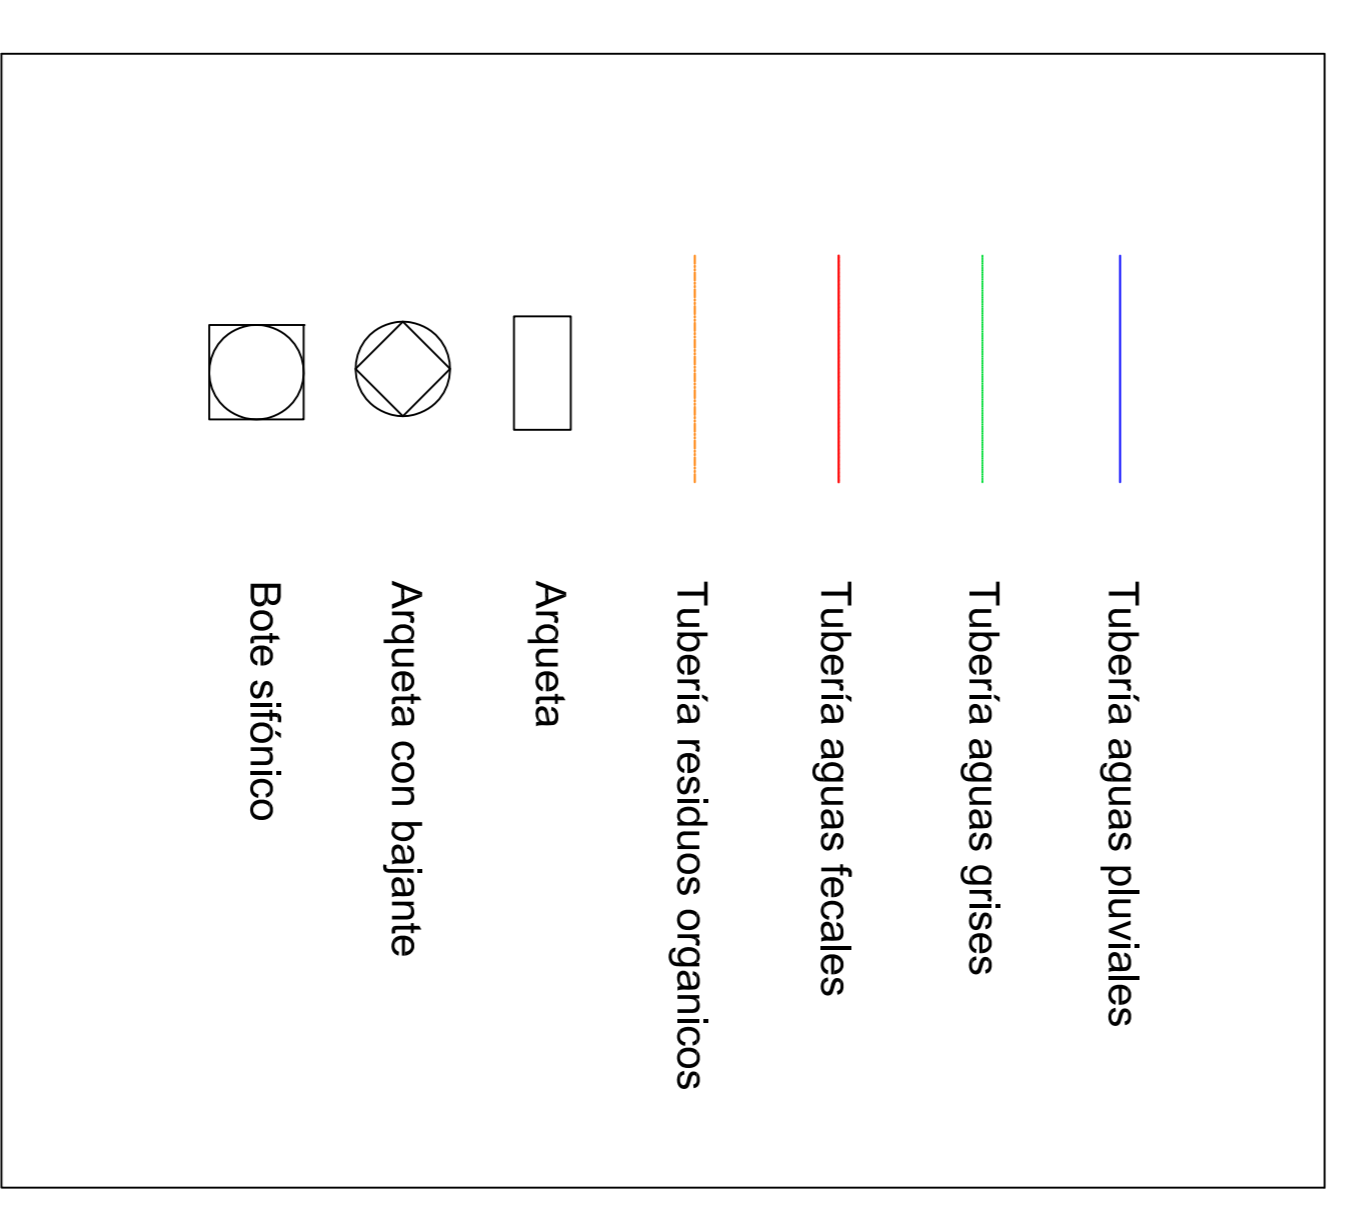 Tubería aguas pluviales
Tubería aguas grises
Tubería aguas fecales
Tubería residuos organicos
Arqueta
Arqueta con bajante
Bote sifónico